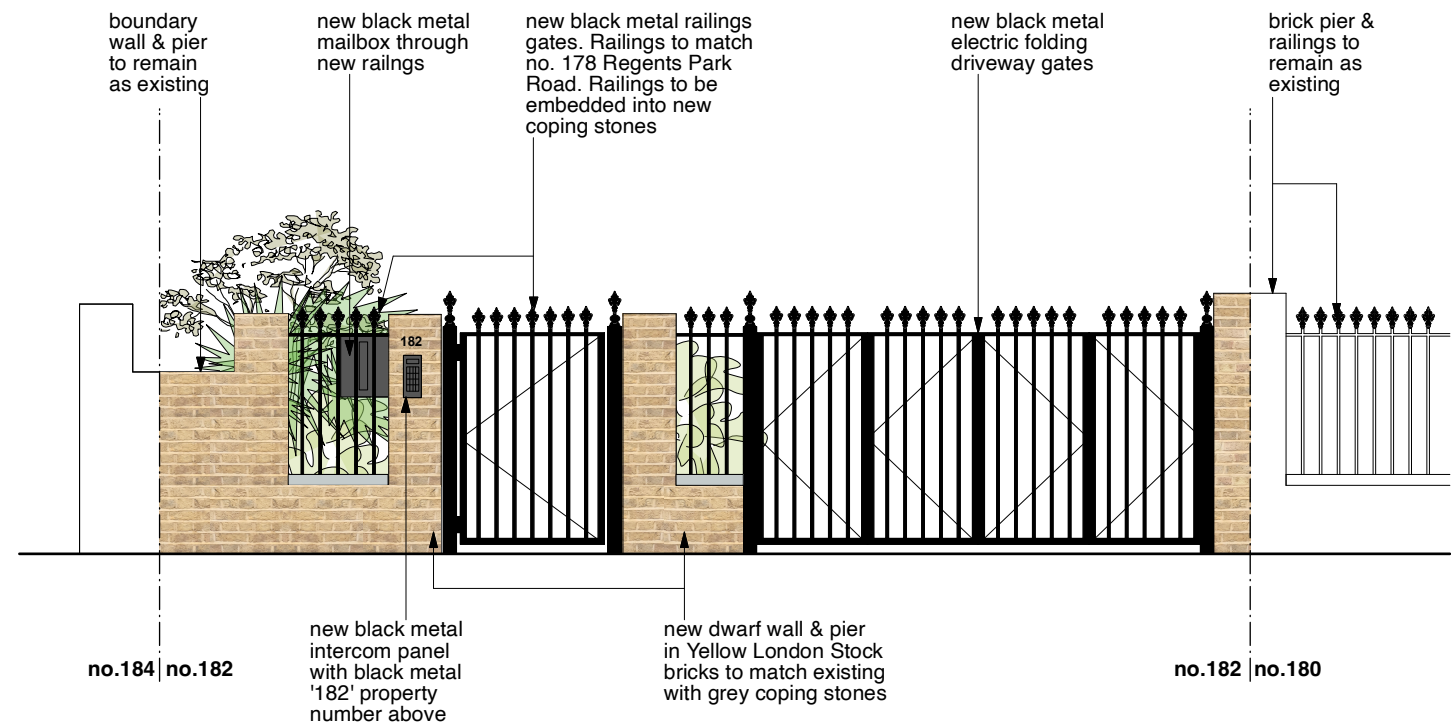 boundary
wall & pier
to remain
as existing
new black metal
mailbox through
new railngs
new black metal railings
gates. Railings to match
no. 178 Regents Park
Road. Railings to be
embedded into new
coping stones
new black metal
electric folding
driveway gates
brick pier &
railings to
remain as
existing
182
new black metal
intercom panel
with black metal
'182' property
number above
new dwarf wall & pier
in Yellow London Stock
bricks to match existing
with grey coping stones
no.184 no.182
no.182 no.180